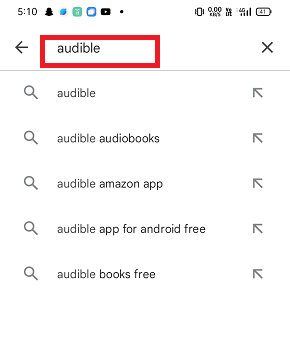 5:10 0.00 41
audible
audible
audible audiobooks
audible amazon app
audible app for android free
audible books free